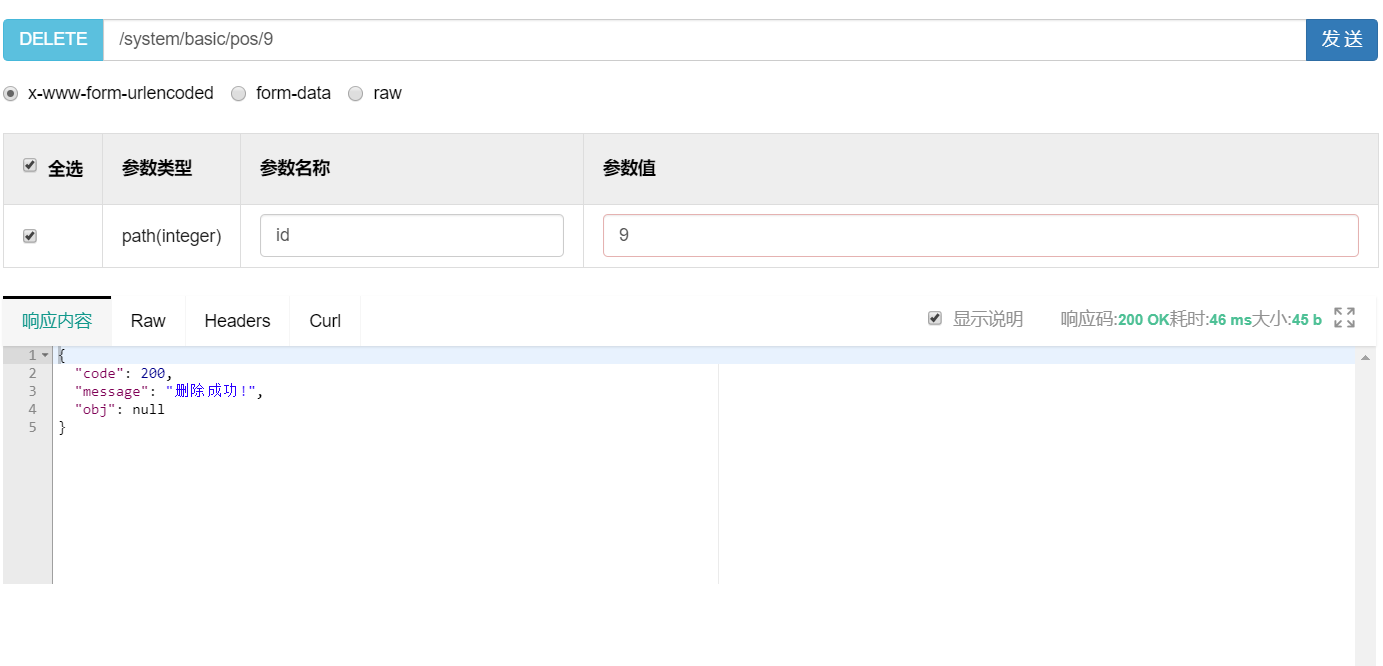 DELETE /system/basic/pos/9 发 送
x-www-form-urlencoded form-data raw
全选 参数类型 参数名称 参数值
path(integer) id 9
响应内容 Raw Headers Curl 显示说明 响应码:200 OK耗时:46 ms大小:45 b
1 {
2 "code": 200,
3 "message": "删除成功!",
4 "obj": null
5 }